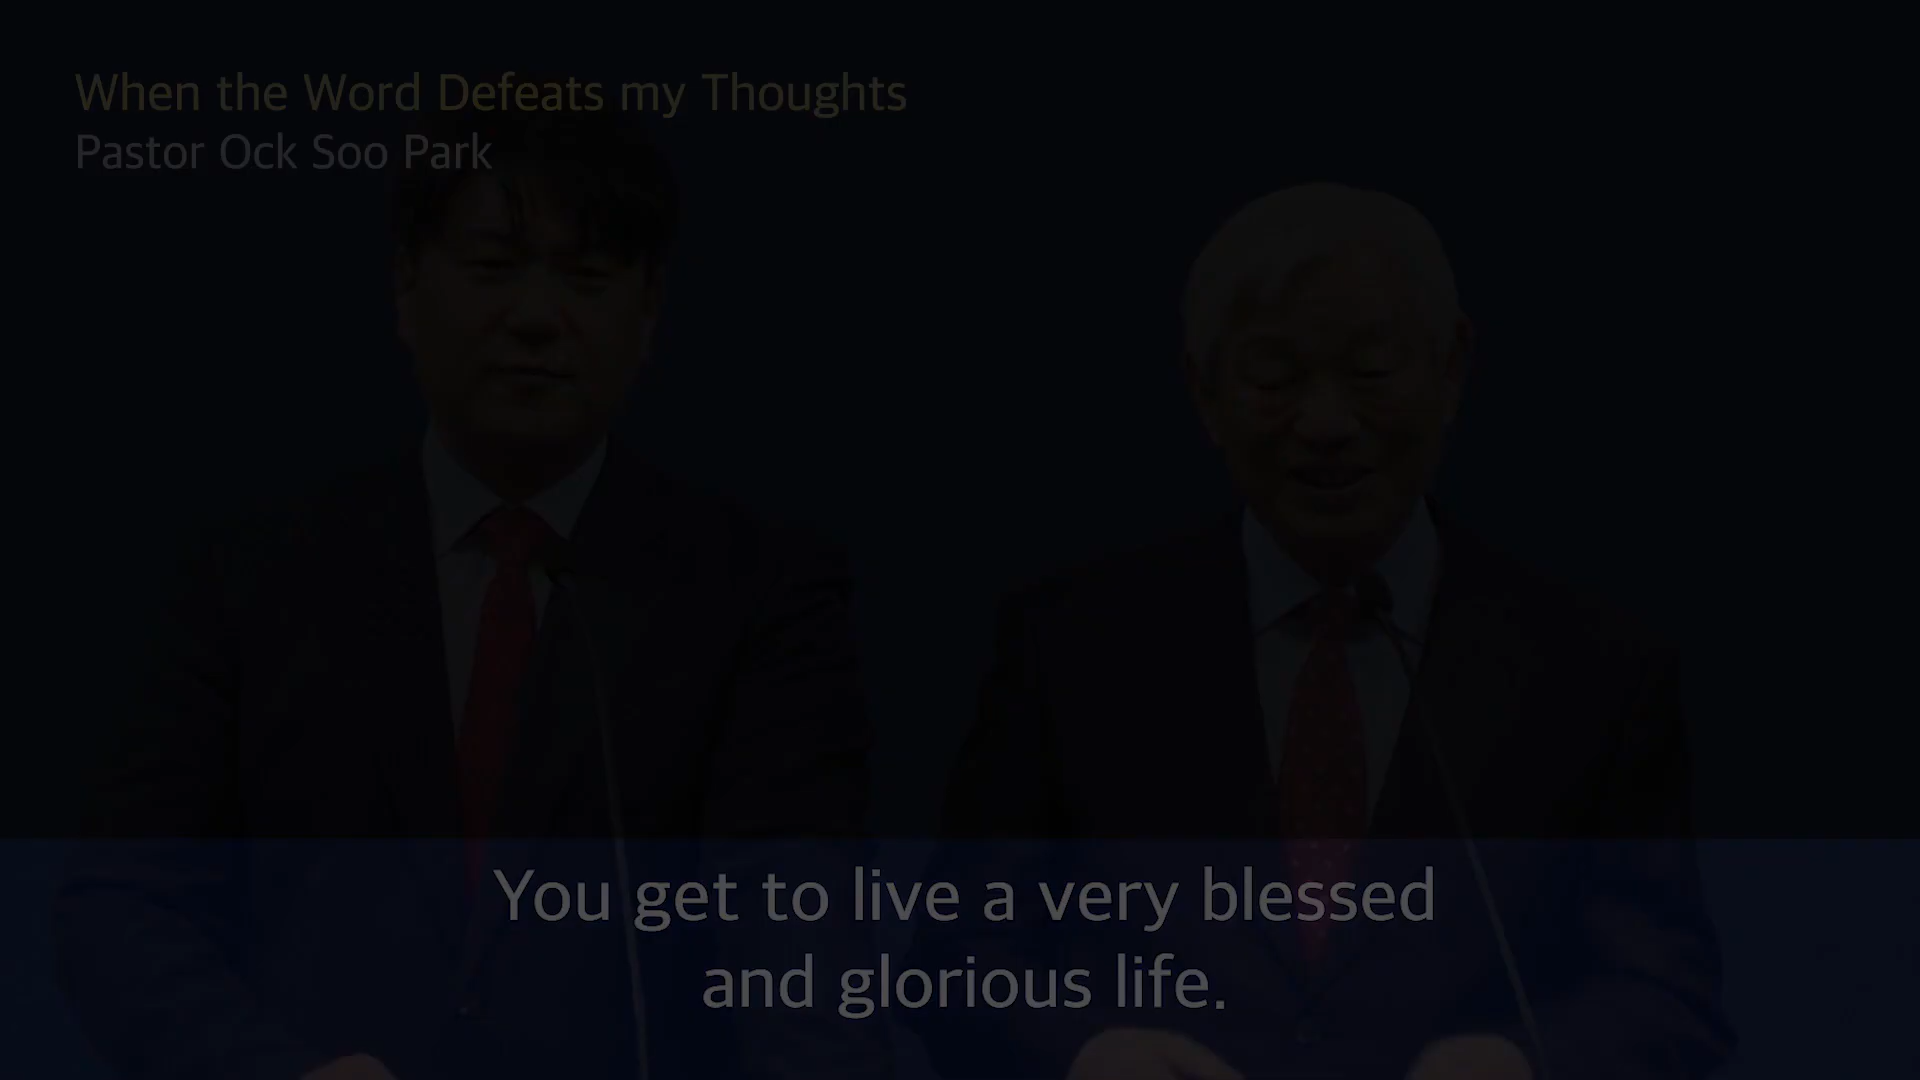 When the Word Defeats my Thoughts
Pastor Ock Soo Park
You get to live a very blessed
and glorious life.